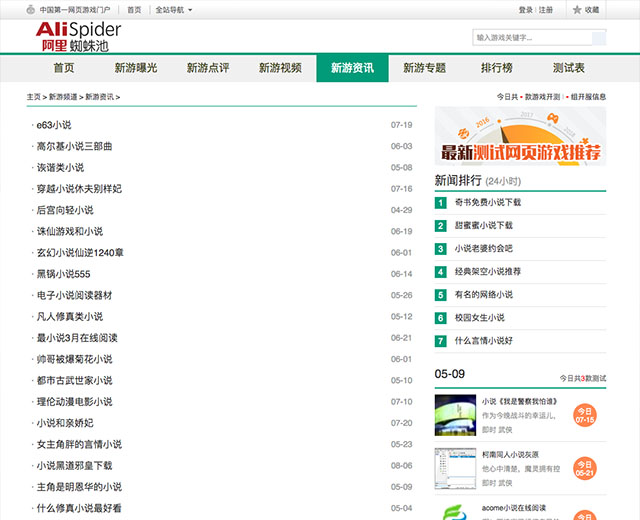 中国第一网页游戏门户 首页 全站导航 登录 注册 收藏
AliSpider
阿里 蜘蛛池
输入游戏关键字...
首页 新游曝光 新游点评 新游视频 新游资讯 新游专题 排行榜 测试表
主页 > 新游频道 > 新游资讯 >
今日共 款游戏开测 组开服信息
· e63小说 07-19
· 高尔基小说三部曲 06-03
· 诙谐类小说 05-08
· 穿越小说休夫别样妃 07-16
· 后宫向轻小说 04-29
· 诛仙游戏和小说 06-19
· 玄幻小说仙逆1240章 06-01
· 黑锅小说555 06-14
· 电子小说阅读器材 05-26
· 凡人修真类小说 05-12
· 最小说3月在线阅读 06-21
· 帅哥被爆菊花小说 06-01
· 都市古武世家小说 05-10
· 理伦动漫电影小说 07-10
· 小说和亲娇妃 07-20
· 女主角胖的言情小说 05-23
· 小说黑道邪皇下载 08-06
· 主角是明恩华的小说 05-09
· 什么修真小说最好看 05-04
2016 2017
最新测试网页游戏推荐
新闻排行 (24小时)
1 奇书免费小说下载
2 甜蜜蜜小说下载
3 小说老婆约会吧
4 经典架空小说推荐
5 有名的网络小说
6 校园女生小说
7 什么言情小说好
05-09 今日共3款测试
小说《我是警察我怕谁》
作为今晚战斗的幸运儿,
即时 武侠
今日
07-15
柯南同人小说灰原
他心中清楚，魔灵拥有控
即时 武侠
今日
05-21
acome小说在线阅读
今日